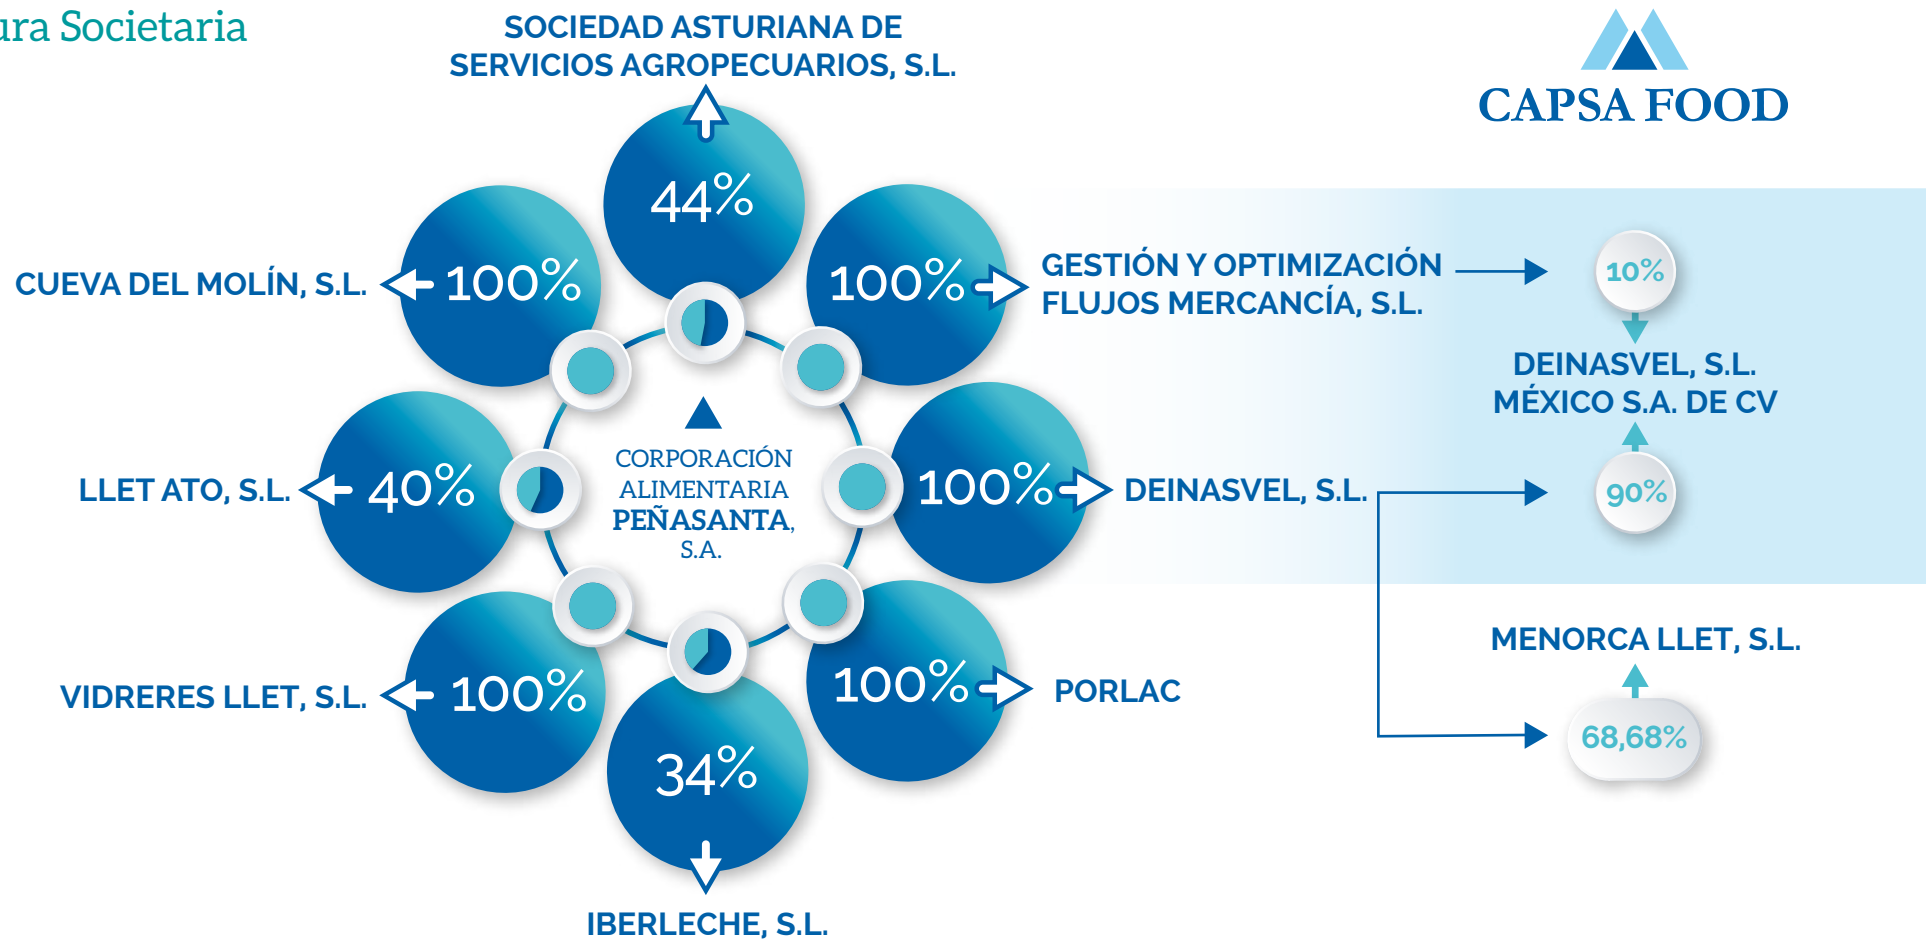 ura Societaria
SOCIEDAD ASTURIANA DE
SERVICIOS AGROPECUARIOS, S.L.
CAPSA FOOD
44%
CUEVA DEL MOLÍN, S.L.
100%
100%
GESTIÓN Y OPTIMIZACIÓN
FLUJOS MERCANCÍA, S.L.
10%
DEINASVEL, S.L.
MÉXICO S.A. DE CV
LLET ATO, S.L.
40%
CORPORACIÓN
ALIMENTARIA
PEÑASANTA,
S.A.
100%
DEINASVEL, S.L.
90%
VIDRERES LLET, S.L.
100%
100%
PORLAC
MENORCA LLET, S.L.
68,68%
34%
IBERLECHE, S.L.